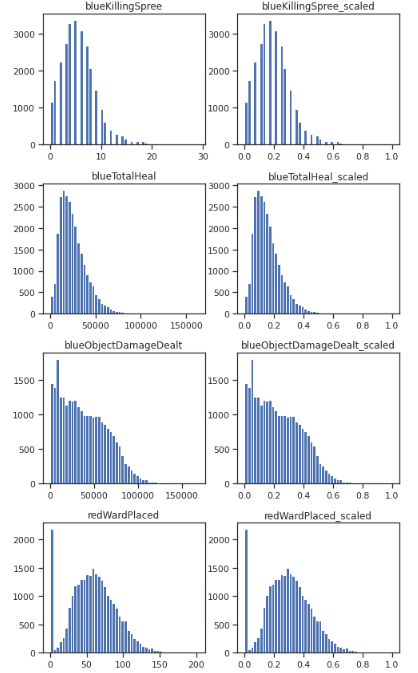 blueKillingSpree
blueKillingSpree_scaled
3000
2000
1000
0
0 10 20 30
3000
2000
1000
0
0.0 0.2 0.4 0.6 0.8 1.0
blueTotalHeal
blueTotalHeal_scaled
3000
2500
2000
1500
1000
500
0
0 50000 100000 150000
3000
2500
2000
1500
1000
500
0
0.0 0.2 0.4 0.6 0.8 1.0
blueObjectDamageDealt
blueObjectDamageDealt_scaled
1500
1000
500
0
0 50000 100000 150000
1500
1000
500
0
0.0 0.2 0.4 0.6 0.8 1.0
redWardPlaced
redWardPlaced_scaled
2000
1500
1000
500
0
0 50 100 150 200
2000
1500
1000
500
0
0.0 0.2 0.4 0.6 0.8 1.0